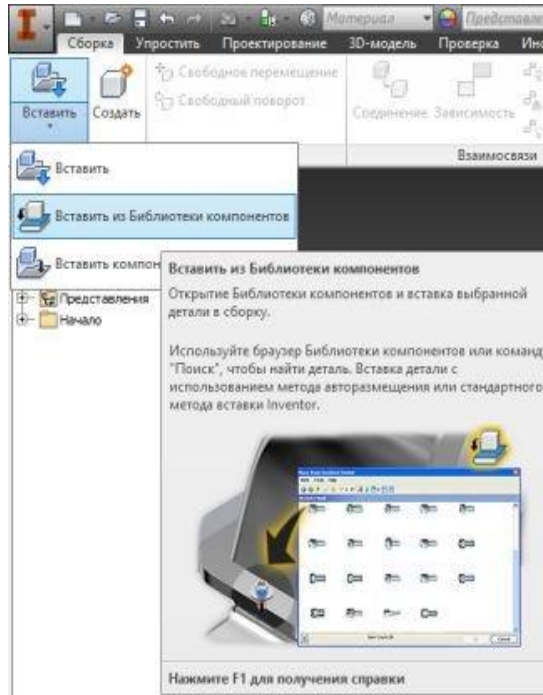 Материал
Сборка Упростить Проектирование 3D-модель Проверка
Вставить Создать
Свободное перемещение
Свободный поворот
Соединение Зависимость
Взаимосвязи
Вставить
Вставить из Библиотеки компонентов
Вставить
Представления
Начало
Вставить из Библиотеки компонентов
Открытие Библиотеки компонентов и вставка выбранной
детали в сборку.
Используйте браузер Библиотеки компонентов или команду
"Поиск", чтобы найти деталь. Вставка детали с
использованием метода авторазмещения или стандартного
метода вставки Inventor.
Нажмите F1 для получения справки